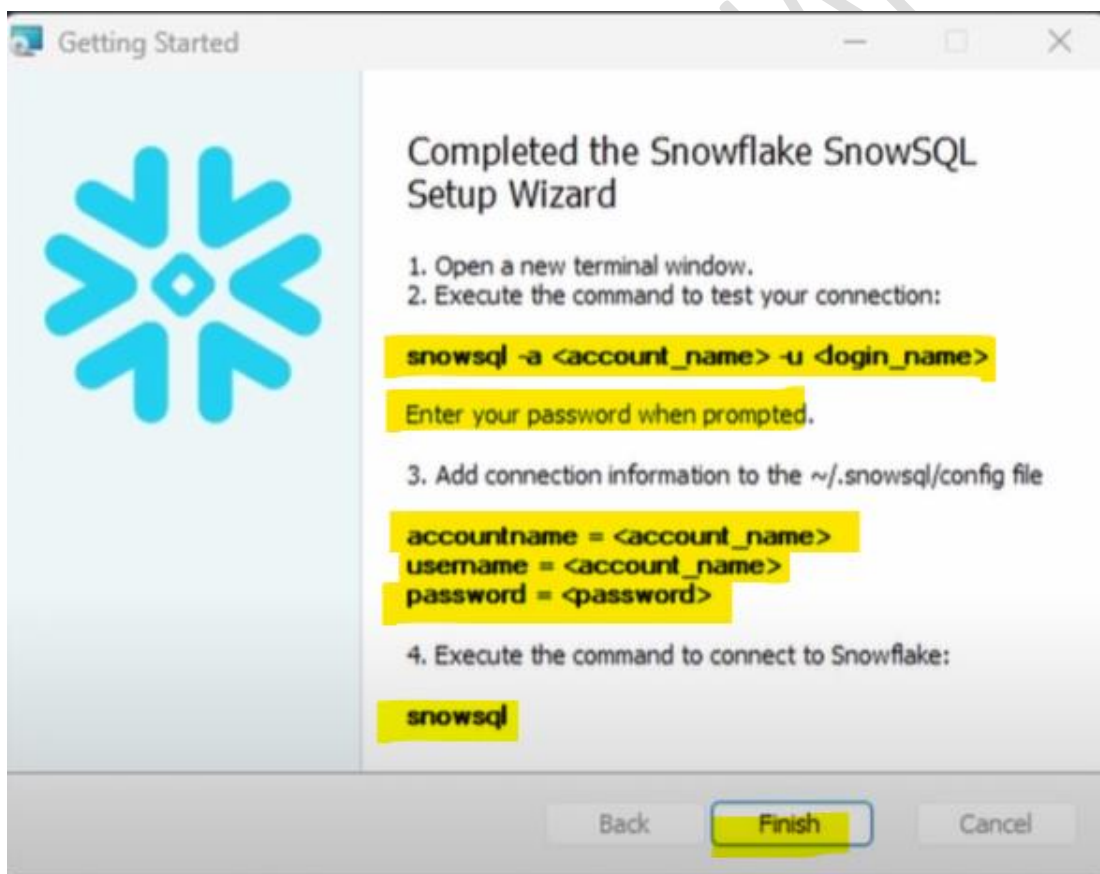 Getting Started
Completed the Snowflake SnowSQL
Setup Wizard
1. Open a new terminal window.
2. Execute the command to test your connection:
snowsql -a <account_name> -u <login_name>
Enter your password when prompted.
3. Add connection information to the ~/.snowsql/config file
accountname = <account_name>
username = <account_name>
password = <password>
4. Execute the command to connect to Snowflake:
snowsql
Back Finish Cancel